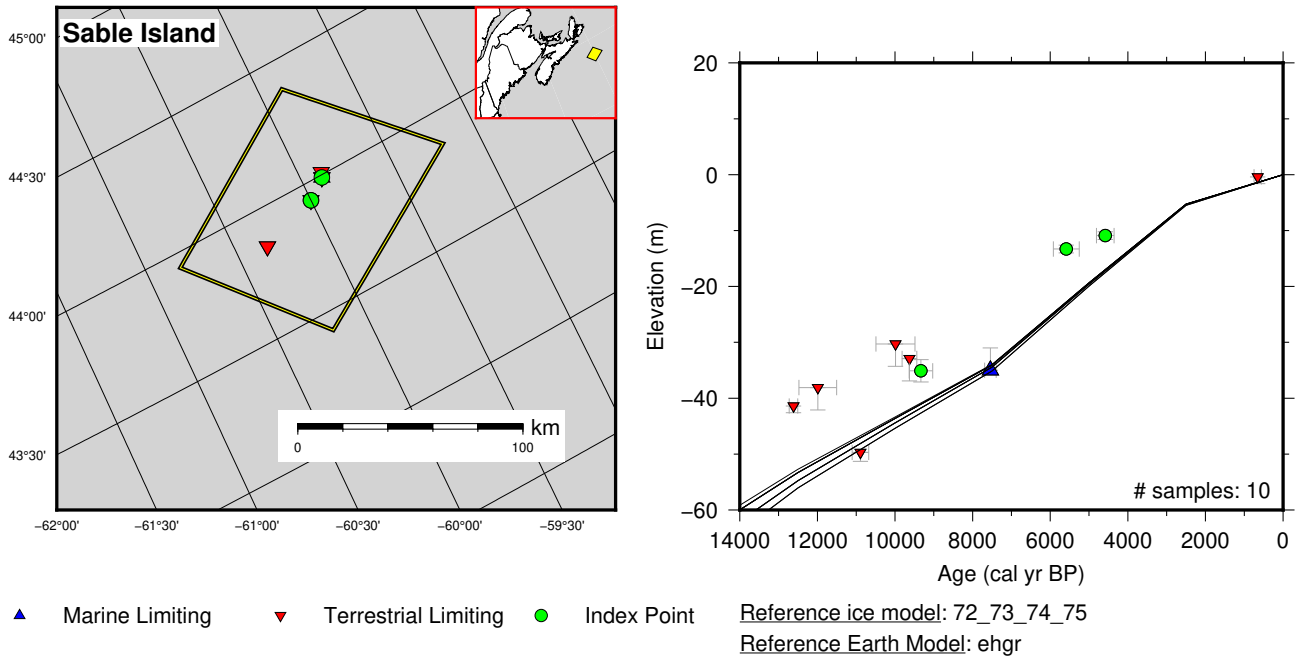 Sable Island
45°00'
44°30'
44°00'
43°30'
−62°00'
−61°30'
−61°00'
−60°30'
−60°00'
−59°30'
km
0
100
20
0
−20
−40
−60
Elevation (m)
# samples: 10
14000
12000
10000
8000
6000
4000
2000
0
Age (cal yr BP)
Marine Limiting
Terrestrial Limiting
Index Point
Reference ice model: 72_73_74_75
Reference Earth Model: ehgr